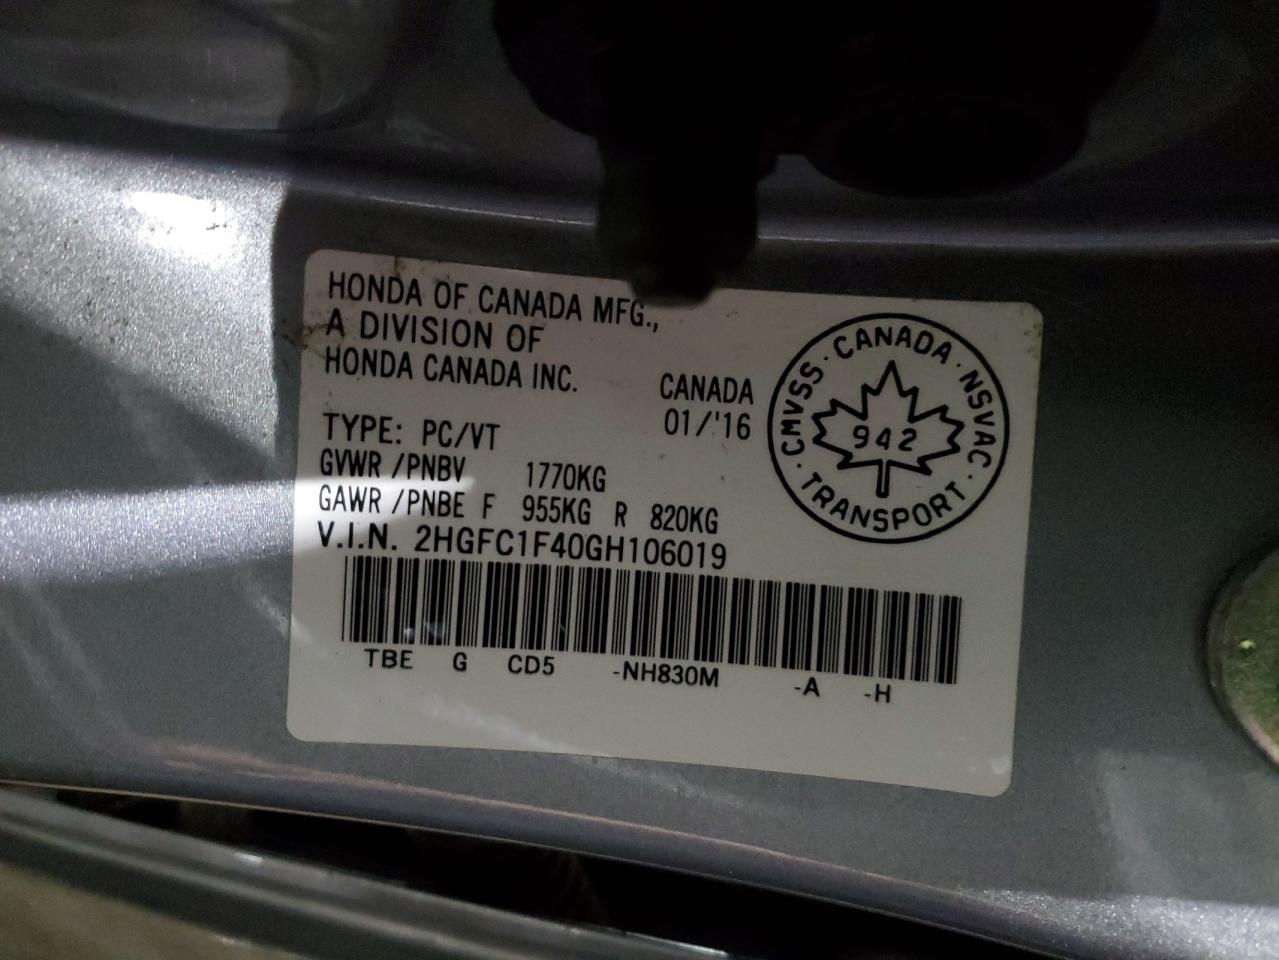 HONDA OF CANADA MFG.,
A DIVISION OF
HONDA CANADA INC.
CANADA
01/'16
TYPE: PC/VT
GVWR /PNBV 1770KG
GAWR /PNBE F 955KG R 820KG
V.I.N. 2HGFC1F40GH106019
TBE G CD5 -NH830M -A -H
CMVSS · CANADA · NSVAC · TRANSPORT ·
942